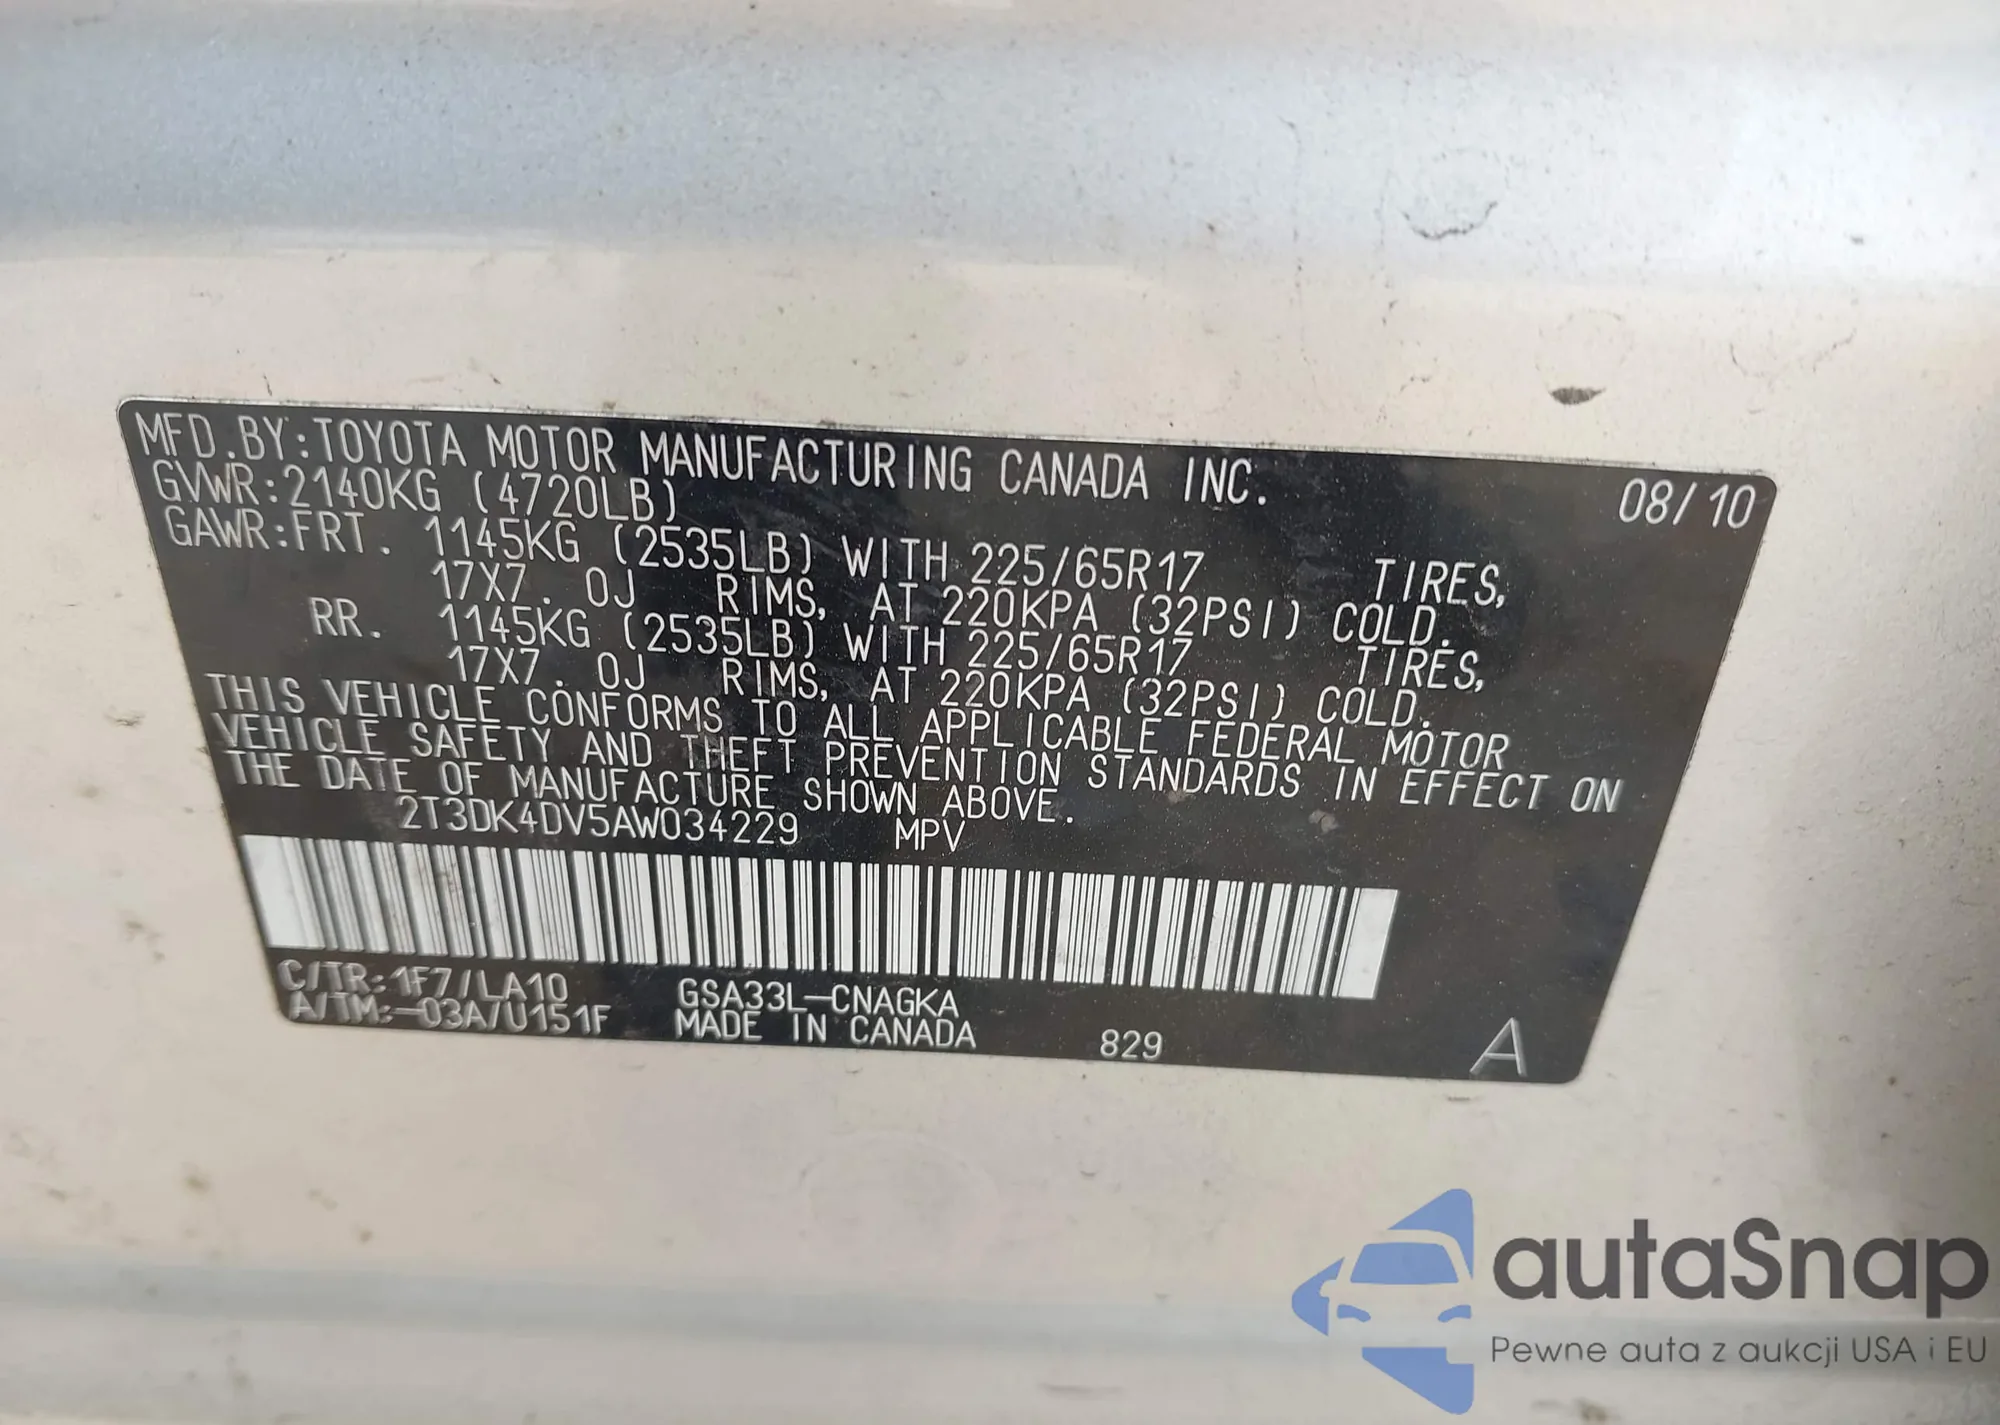 MFD.BY:TOYOTA MOTOR MANUFACTURING CANADA INC. 08/10
GVWR:2140KG (4720LB)
GAWR:FRT. 1145KG (2535LB) WITH 225/65R17 TIRES,
17X7. 0J RIMS, AT 220KPA (32PSI) COLD.
RR. 1145KG (2535LB) WITH 225/65R17 TIRES,
17X7. 0J RIMS, AT 220KPA (32PSI) COLD.
THIS VEHICLE CONFORMS TO ALL APPLICABLE FEDERAL MOTOR
VEHICLE SAFETY AND THEFT PREVENTION STANDARDS IN EFFECT ON
THE DATE OF MANUFACTURE SHOWN ABOVE.
2T3DK4DV5AW034229 MPV
C/TR:1F7/LA10 GSA33L-CNAGKA
A/TM:-03A/U151F MADE IN CANADA 829 A
autaSnap
Pewne auta z aukcji USA i EU